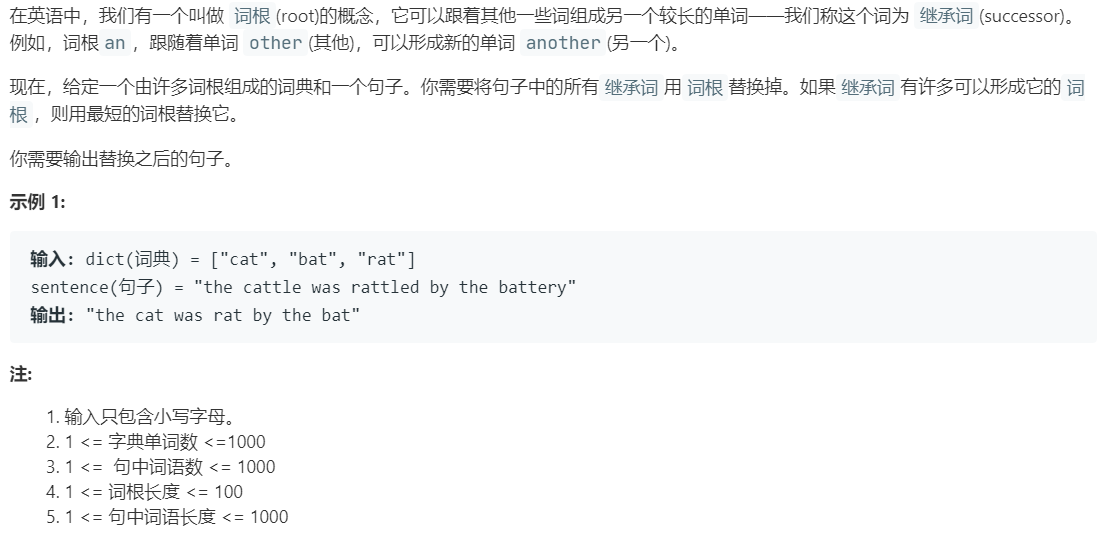 在英语中，我们有一个叫做 词根 (root)的概念，它可以跟着其他一些词组成另一个较长的单词——我们称这个词为 继承词 (successor)。
例如，词根 an ，跟随着单词 other (其他)，可以形成新的单词 another (另一个)。
现在，给定一个由许多词根组成的词典和一个句子。你需要将句子中的所有 继承词 用 词根 替换掉。如果 继承词 有许多可以形成它的 词
根 ，则用最短的词根替换它。
你需要输出替换之后的句子。
示例 1:
输入: dict(词典) = ["cat", "bat", "rat"]
sentence(句子) = "the cattle was rattled by the battery"
输出: "the cat was rat by the bat"
注:
1. 输入只包含小写字母。
2. 1 <= 字典单词数 <=1000
3. 1 <=  句中词语数 <= 1000
4. 1 <= 词根长度 <= 100
5. 1 <= 句中词语长度 <= 1000